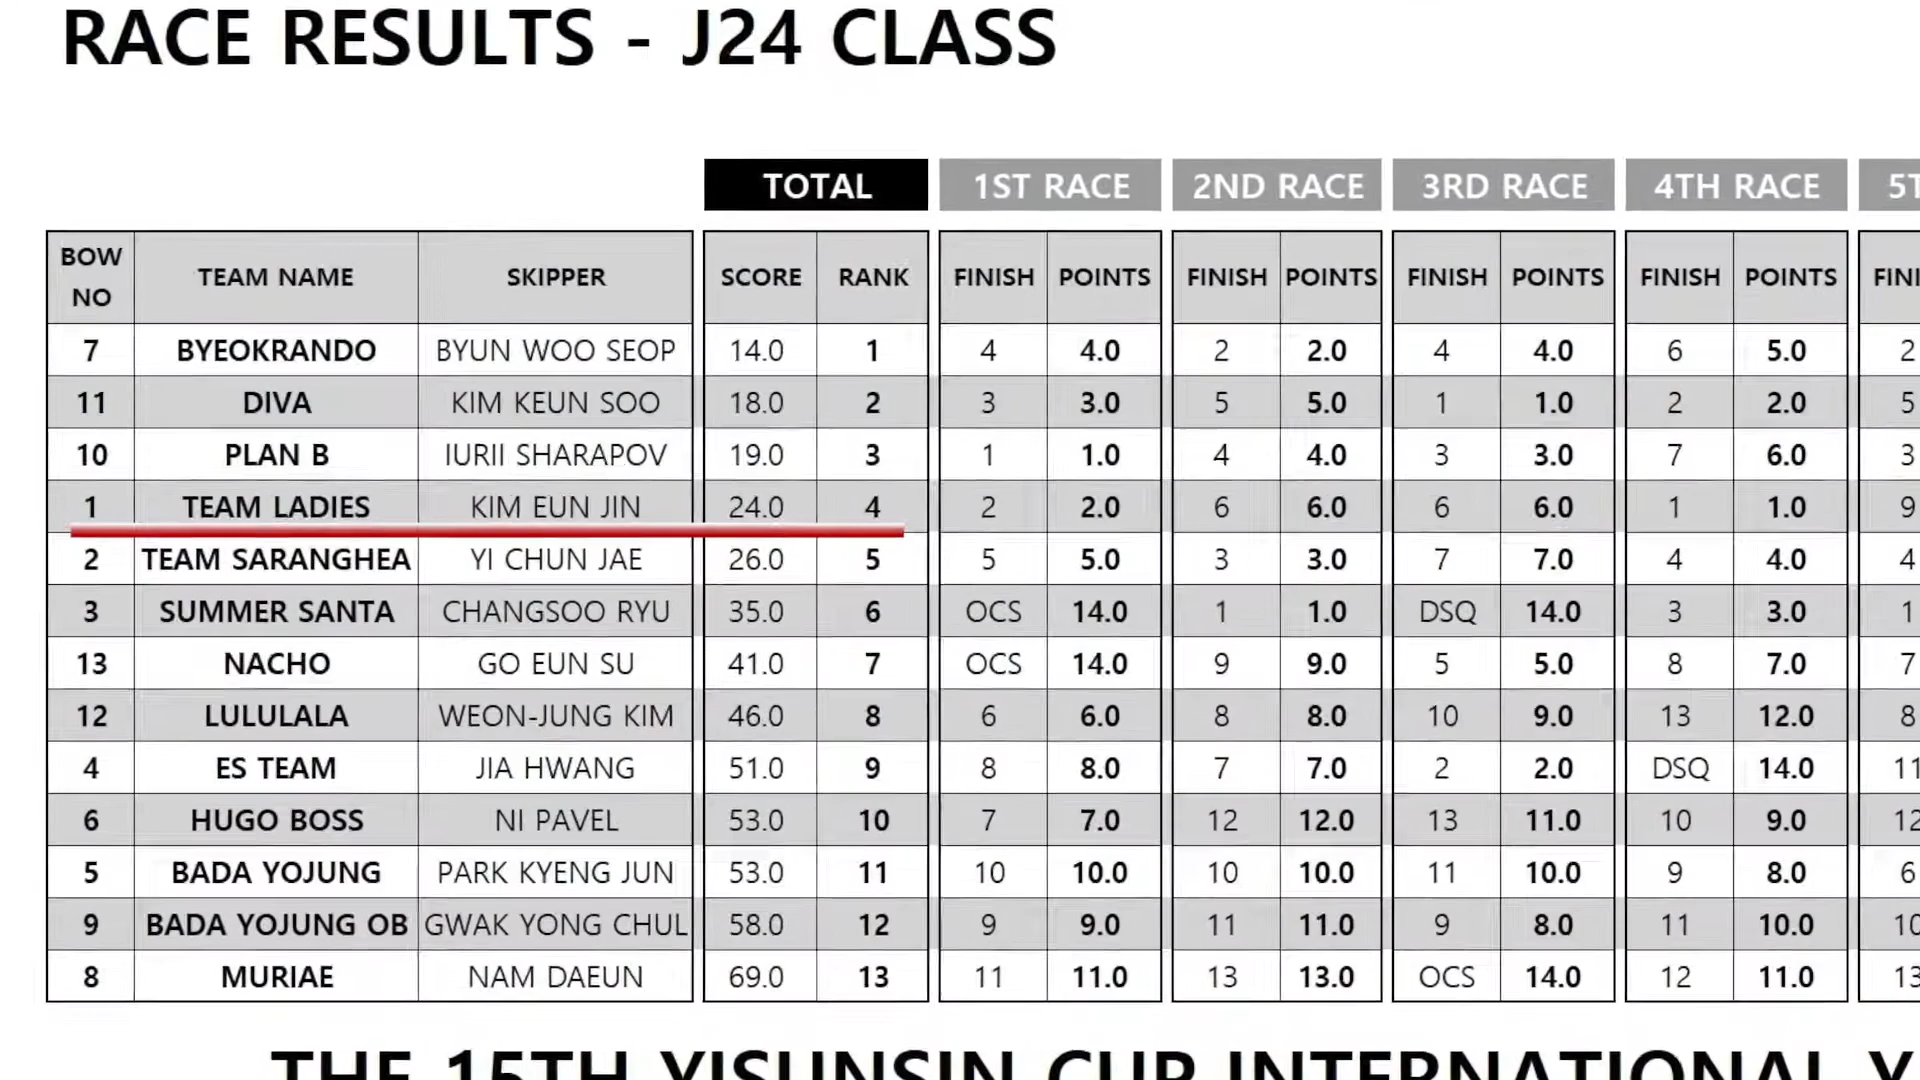 RACE RESULTS - J24 CLASS
TOTAL 1ST RACE 2ND RACE 3RD RACE 4TH RACE 5T
BOW NO TEAM NAME SKIPPER SCORE RANK FINISH POINTS FINISH POINTS FINISH POINTS FINISH POINTS FINI
7 BYEOKRANDO BYUN WOO SEOP 14.0 1 4 4.0 2 2.0 4 4.0 6 5.0 2
11 DIVA KIM KEUN SOO 18.0 2 3 3.0 5 5.0 1 1.0 2 2.0 5
10 PLAN B IURII SHARAPOV 19.0 3 1 1.0 4 4.0 3 3.0 7 6.0 3
1 TEAM LADIES KIM EUN JIN 24.0 4 2 2.0 6 6.0 6 6.0 1 1.0 9
2 TEAM SARANGHEA YI CHUN JAE 26.0 5 5 5.0 3 3.0 7 7.0 4 4.0 4
3 SUMMER SANTA CHANGSOO RYU 35.0 6 OCS 14.0 1 1.0 DSQ 14.0 3 3.0 1
13 NACHO GO EUN SU 41.0 7 OCS 14.0 9 9.0 5 5.0 8 7.0 7
12 LULULALA WEON-JUNG KIM 46.0 8 6 6.0 8 8.0 10 9.0 13 12.0 8
4 ES TEAM JIA HWANG 51.0 9 8 8.0 7 7.0 2 2.0 DSQ 14.0 11
6 HUGO BOSS NI PAVEL 53.0 10 7 7.0 12 12.0 13 11.0 10 9.0 12
5 BADA YOJUNG PARK KYENG JUN 53.0 11 10 10.0 10 10.0 11 10.0 9 8.0 6
9 BADA YOJUNG OB GWAK YONG CHUL 58.0 12 9 9.0 11 11.0 9 8.0 11 10.0 10
8 MURIAE NAM DAEUN 69.0 13 11 11.0 13 13.0 OCS 14.0 12 11.0 13
THE 15TH YISUNSIN CUP INTERNATIONAL Y